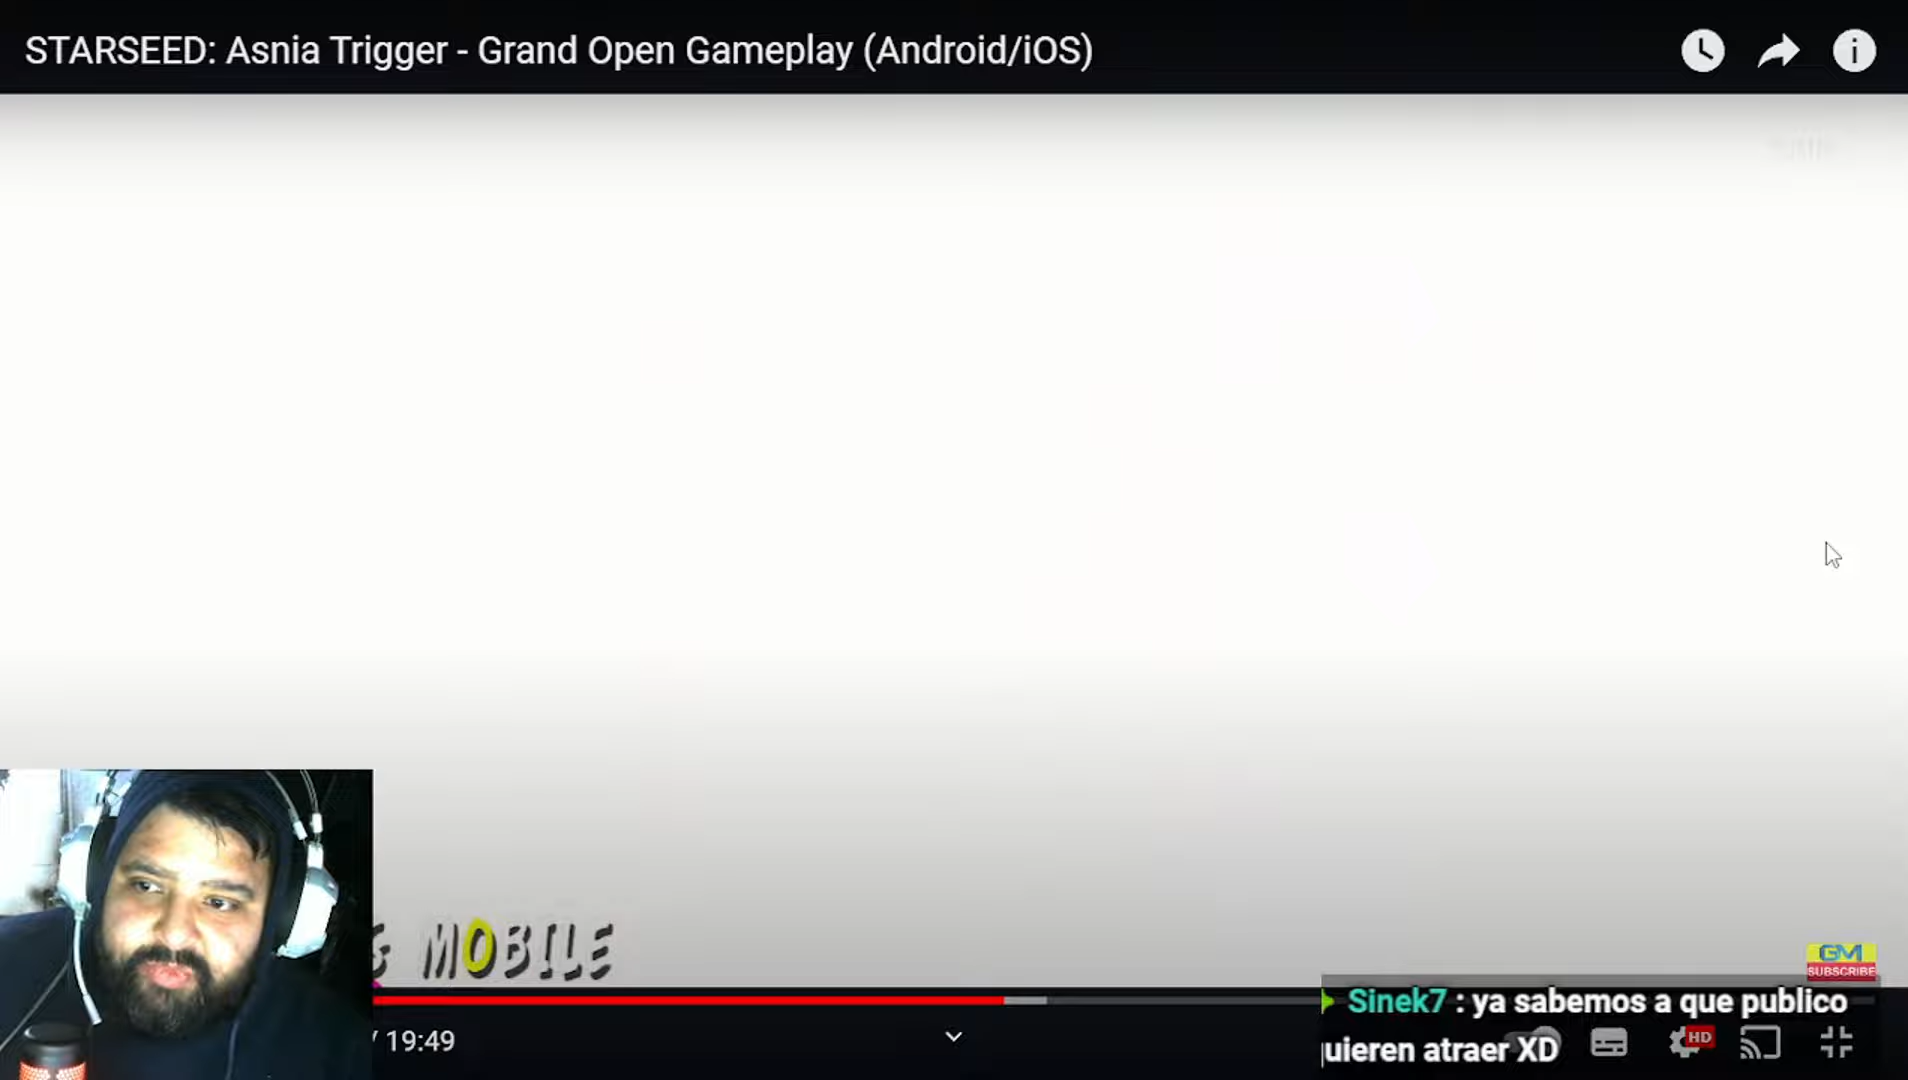 STARSEED: Asnia Trigger - Grand Open Gameplay (Android/iOS)
G MOBILE
GM
SUBSCRIBE
Sinek7 : ya sabemos a que publico
uieren atraer XD
/ 19:49
HD